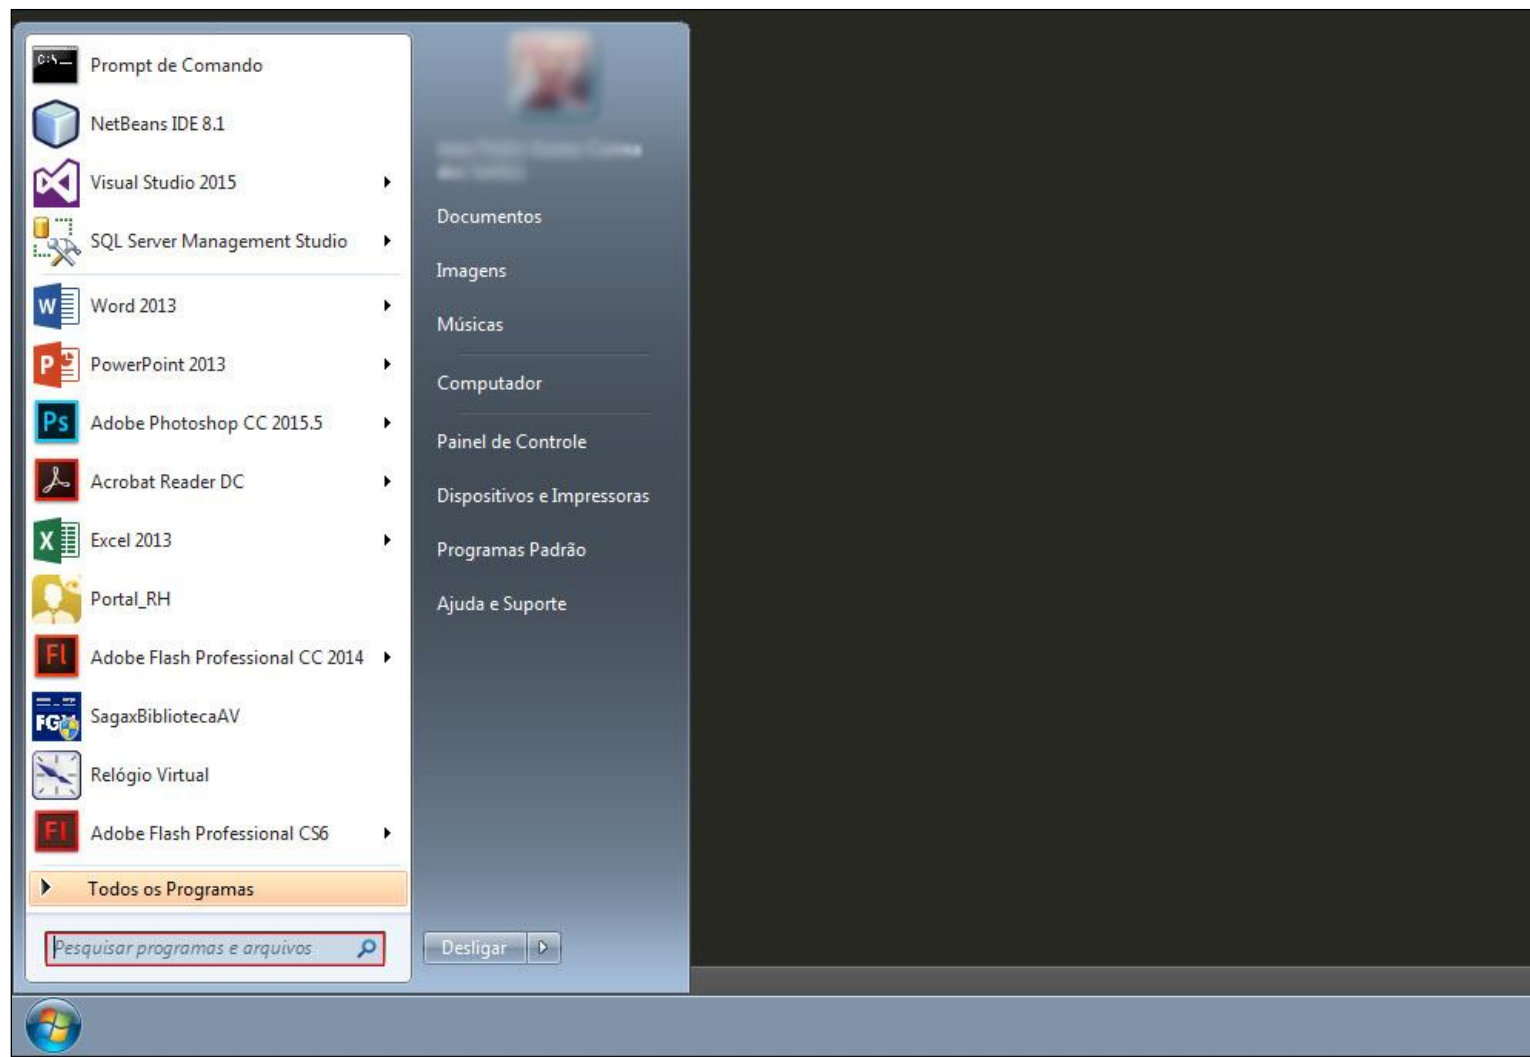 C:\_
Prompt de Comando
NetBeans IDE 8.1
Visual Studio 2015
SQL Server Management Studio
W
Word 2013
P
PowerPoint 2013
Ps
Adobe Photoshop CC 2015.5
Acrobat Reader DC
X
Excel 2013
Portal_RH
Fl
Adobe Flash Professional CC 2014
SagaxBibliotecaAV
Relógio Virtual
Fl
Adobe Flash Professional CS6
Todos os Programas
Pesquisar programas e arquivos
Documentos
Imagens
Músicas
Computador
Painel de Controle
Dispositivos e Impressoras
Programas Padrão
Ajuda e Suporte
Desligar